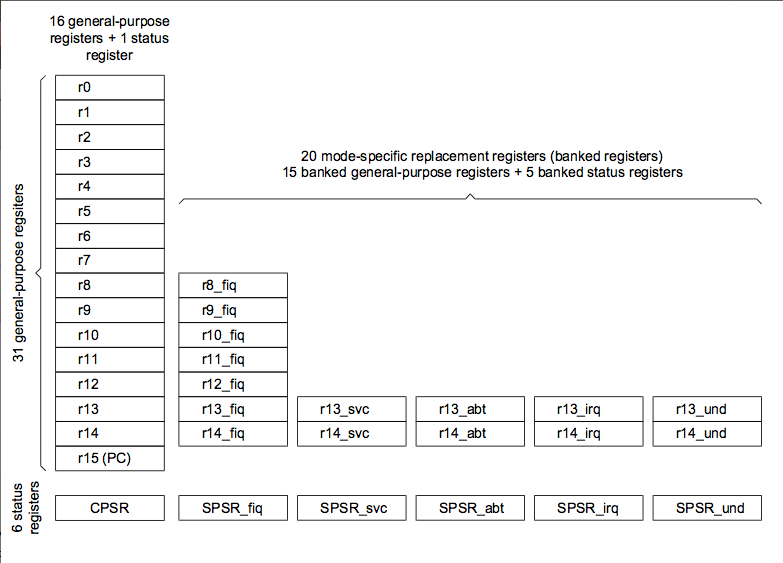 16 general-purpose
registers + 1 status
register
r0
r1
r2
r3
r4
r5
r6
r7
r8
r9
r10
r11
r12
r13
r14
r15 (PC)
CPSR
31 general-purpose regsiters
6 status
registers
20 mode-specific replacement registers (banked registers)
15 banked general-purpose registers + 5 banked status registers
r8_fiq
r9_fiq
r10_fiq
r11_fiq
r12_fiq
r13_fiq
r14_fiq
SPSR_fiq
r13_svc
r14_svc
SPSR_svc
r13_abt
r14_abt
SPSR_abt
r13_irq
r14_irq
SPSR_irq
r13_und
r14_und
SPSR_und